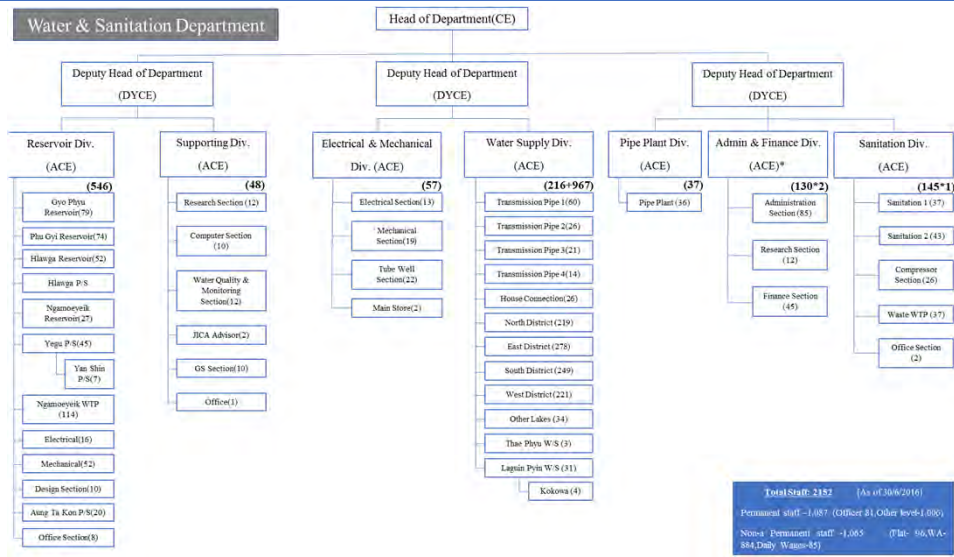 Water & Sanitation Department
Head of Department(CE)
Deputy Head of Department
(DYCE)
Deputy Head of Department
(DYCE)
Deputy Head of Department
(DYCE)
Reservoir Div.
(ACE)
(546)
Gyo Phyu
Reservoir(79)
Phu Gyi Reservoir(74)
Hlawga Reservoir(52)
Hlawga P/S
Ngamoeyeik
Reservoir(27)
Yegu P/S(45)
Yan Shin
P/S(7)
Ngamoeyeik WTP
(114)
Electrical(16)
Mechanical(52)
Design Section(10)
Aung Ta Kon P/S(20)
Office Section(8)
Supporting Div.
(ACE)
(48)
Research Section (12)
Computer Section
(10)
Water Quality &
Monitoring
Section(12)
JICA Advisor(2)
GS Section(10)
Office(1)
Electrical & Mechanical
Div. (ACE)
(57)
Electrical Section(13)
Mechanical
Section(19)
Tube Well
Section(22)
Main Store(2)
Water Supply Div.
(ACE)
(216+967)
Transmission Pipe 1(60)
Transmission Pipe 2(26)
Transmission Pipe 3(21)
Transmission Pipe 4(14)
House Connection(26)
North District(219)
East District(278)
South District(249)
West District(221)
Other Lakes(34)
Thae Phyu W/S (3)
Laguin Pyin W/S (31)
Kokowa (4)
Pipe Plant Div.
(ACE)
(37)
Pipe Plant (36)
Admin & Finance Div.
(ACE)*
(130*2)
Administration
Section(85)
Research Section
(12)
Finance Section
(45)
Sanitation Div.
(ACE)
(145*1)
Sanitation 1 (37)
Sanitation 2 (43)
Compressor
Section (26)
Waste WTP (37)
Office Section
(2)
Total Staff: 2152 (As of 30/6/2016)
Permanent staff -1,087 (Officer 81,Other level-1,006)
Non-a Permanent staff -1,065 (Flat- 96,WA-
884,Daily Wages-85)